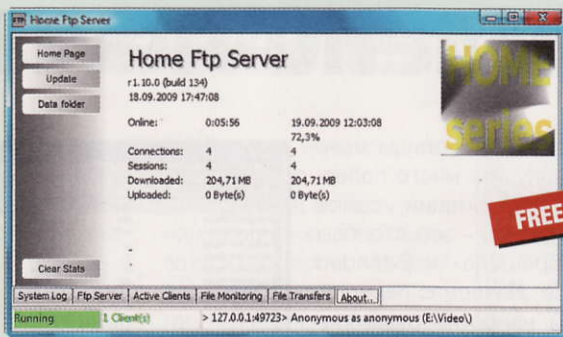 Home Ftp Server
Home Page
Update
Data folder
Home Ftp Server
r1.10.0 (build 134)
18.09.2009 17:47:08
Online: 0:05:56 19.09.2009 12:03:08
72,3%
Connections: 4 4
Sessions: 4 4
Downloaded: 204,71 MB 204,71 MB
Uploaded: 0 Byte(s) 0 Byte(s)
HOME
series
FREE
-
-
Clear Stats
System Log Ftp Server Active Clients File Monitoring File Transfers About..
Running 1 Client(s) > 127.0.0.1:49723> Anonymous as anonymous (E:\Video\)